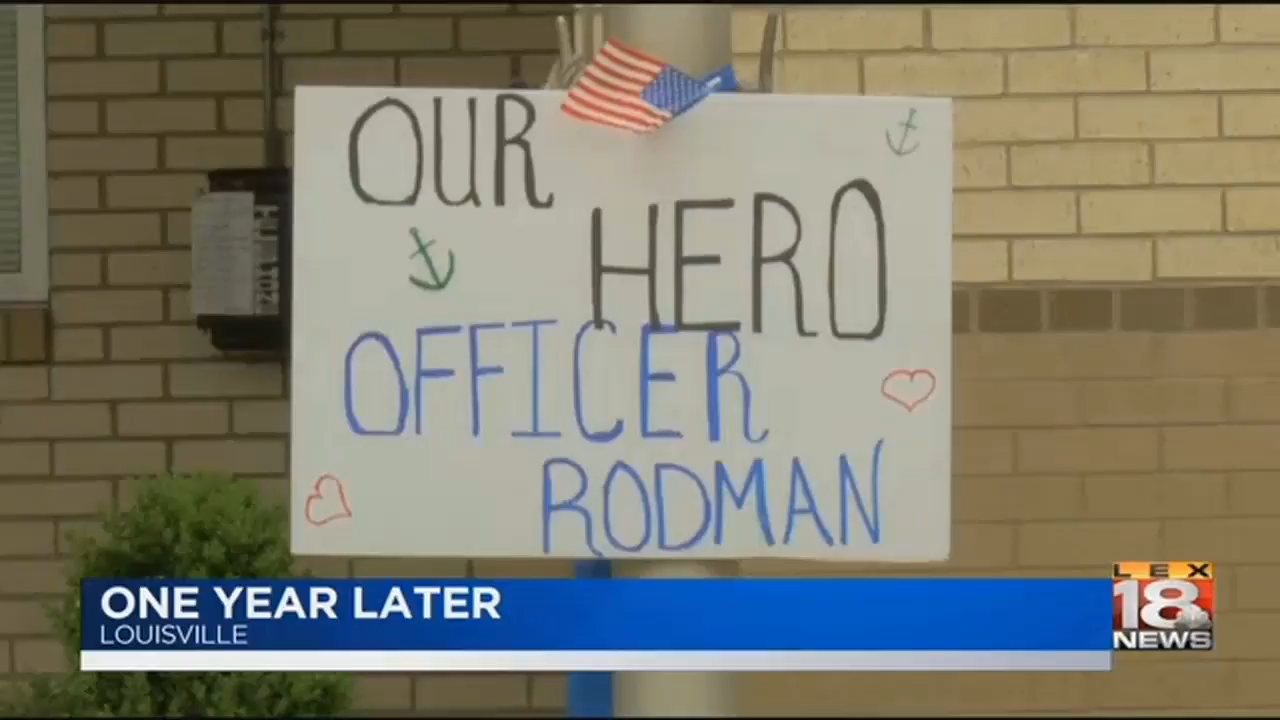 OUR
HERO
OFFICER
RODMAN
ONE YEAR LATER
LOUISVILLE
LEX
18
NEWS